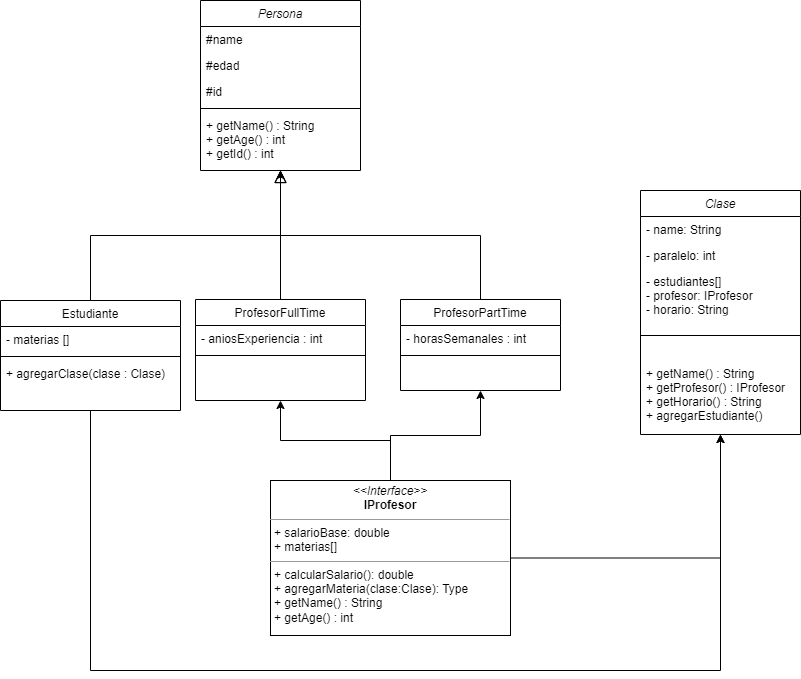 Persona
#name
#edad
#id
+ getName() : String
+ getAge() : int
+ getId() : int
Clase
- name: String
- paralelo: int
- estudiantes[]
- profesor: IProfesor
- horario: String
+ getName() : String
+ getProfesor() : IProfesor
+ getHorario() : String
+ agregarEstudiante()
Estudiante
- materias []
+ agregarClase(clase : Clase)
ProfesorFullTime
- aniosExperiencia : int
ProfesorPartTime
- horasSemanales : int
<<Interface>>
IProfesor
+ salarioBase: double
+ materias[]
+ calcularSalario(): double
+ agregarMateria(clase:Clase): Type
+ getName() : String
+ getAge() : int